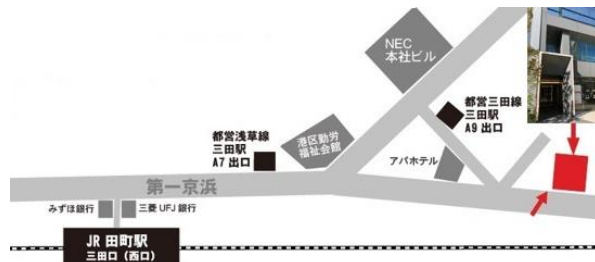 NEC
本社ビル
都営三田線
三田駅
A9 出口
都営浅草線
三田駅
A7 出口
港区勤労
福祉会館
アパホテル
第一京浜
みずほ銀行
三菱 UFJ 銀行
JR 田町駅
三田口（西口）